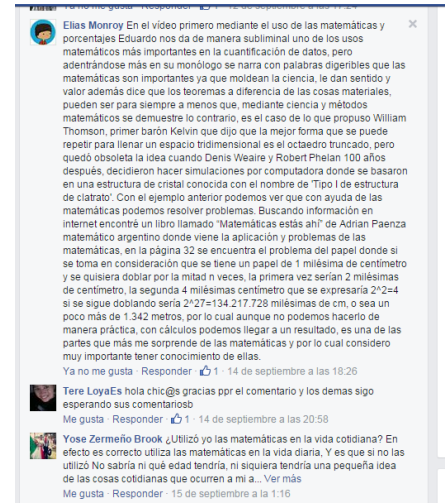 Ya no me gusta · Responder · 1 · 12 de septiembre a las 17:24
Elias Monroy En el vídeo primero mediante el uso de las matemáticas y
porcentajes Eduardo nos da de manera subliminal uno de los usos
matemáticos más importantes en la cuantificación de datos, pero
adentrándose más en su monólogo se narra con palabras digeribles que las
matemáticas son importantes ya que moldean la ciencia, le dan sentido y
valor además dice que los teoremas a diferencia de las cosas materiales,
pueden ser para siempre a menos que, mediante ciencia y métodos
matemáticos se demuestre lo contrario, es el caso de lo que propuso William
Thomson, primer barón Kelvin que dijo que la mejor forma que se puede
repetir para llenar un espacio tridimensional es el octaedro truncado, pero
quedó obsoleta la idea cuando Denis Weaire y Robert Phelan 100 años
después, decidieron hacer simulaciones por computadora donde se basaron
en una estructura de cristal conocida con el nombre de 'Tipo I de estructura
de clatrato'. Con el ejemplo anterior podemos ver que con ayuda de las
matemáticas podemos resolver problemas. Buscando información en
internet encontré un libro llamado "Matemáticas estás ahí" de Adrian Paenza
matemático argentino donde viene la aplicación y problemas de las
matemáticas, en la página 32 se encuentra el problema del papel donde si
se toma en consideración que se tiene un papel de 1 milésima de centímetro
y se quisiera doblar por la mitad n veces, la primera vez serían 2 milésimas
de centímetro, la segunda 4 milésimas centímetro que se expresaría 2^2=4
si se sigue doblando sería 2^27=134.217.728 milésimas de cm, o sea un
poco más de 1.342 metros, por lo cual aunque no podemos hacerlo de
manera práctica, con cálculos podemos llegar a un resultado, es una de las
partes que más me sorprende de las matemáticas y por lo cual considero
muy importante tener conocimiento de ellas.
Ya no me gusta · Responder · 1 · 14 de septiembre a las 18:26
Tere LoyaEs hola chic@s gracias ppr el comentario y los demas sigo
esperando sus comentariosb
Me gusta · Responder · 1 · 14 de septiembre a las 20:58
Yose Zermeño Brook ¿Utilizó yo las matemáticas en la vida cotidiana? En
efecto es correcto utiliza las matemáticas en la vida diaria, Y es que si no las
utilizó No sabría ni qué edad tendría, ni siquiera tendría una pequeña idea
de las cosas cotidianas que ocurren a mi a... Ver más
Me gusta · Responder · 15 de septiembre a la 1:16